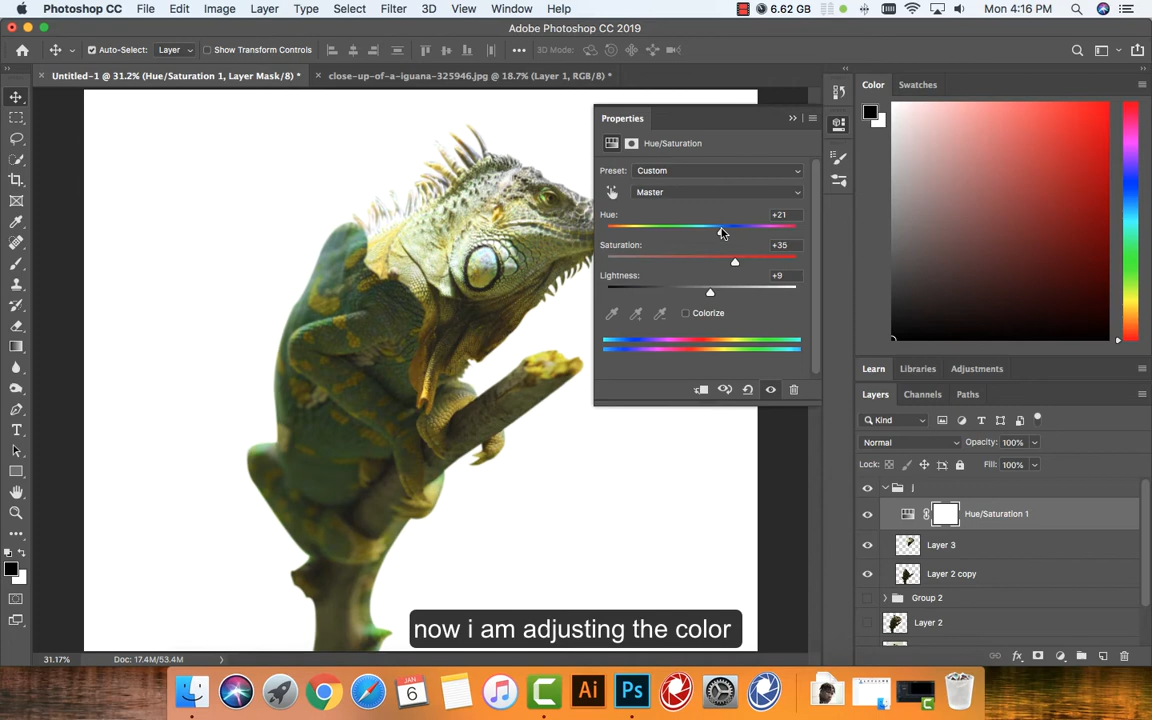 Photoshop CC File Edit Image Layer Type Select Filter 3D View Window Help 6.62 GB Mon 4:16 PM
Adobe Photoshop CC 2019
Auto-Select: Layer Show Transform Controls 3D Mode:
Untitled-1 @ 31.2% (Hue/Saturation 1, Layer Mask/8) * close-up-of-a-iguana-325946.jpg @ 18.7% (Layer 1, RGB/8) *
Color Swatches
Properties
Hue/Saturation
Preset: Custom
Master
Hue: +21
Saturation: +35
Lightness: +9
Colorize
Learn Libraries Adjustments
Layers Channels Paths
Kind
Normal Opacity: 100%
Lock: Fill: 100%
j
Hue/Saturation 1
Layer 3
Layer 2 copy
Group 2
Layer 2
now i am adjusting the color
31.17% Doc: 17.4M/53.4M
JAN
6
Ai
Ps